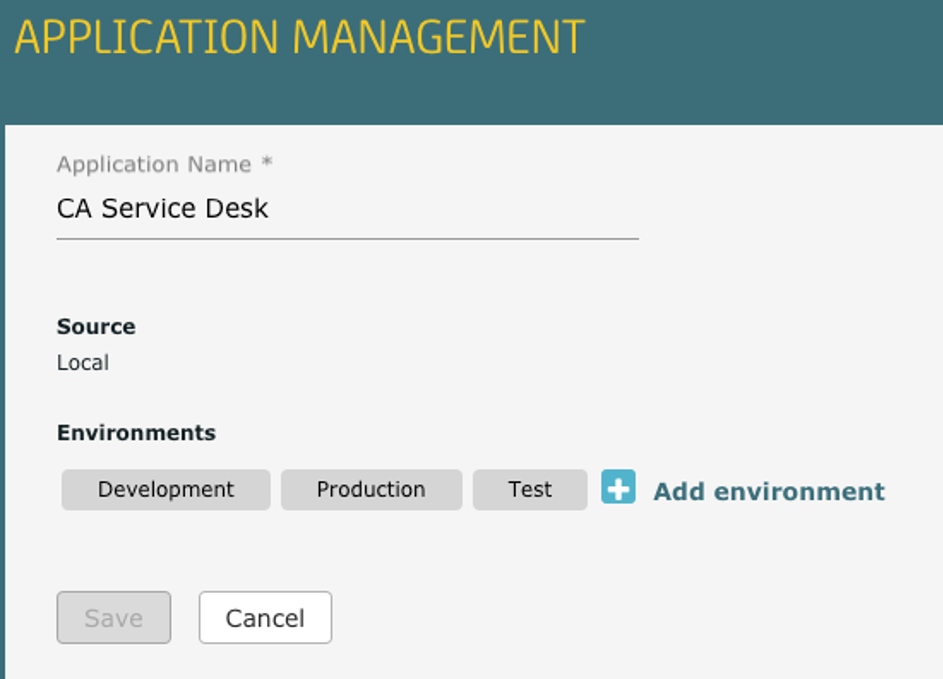 APPLICATION MANAGEMENT
Application Name *
CA Service Desk
Source
Local
Environments
Development Production Test Add environment
Save Cancel